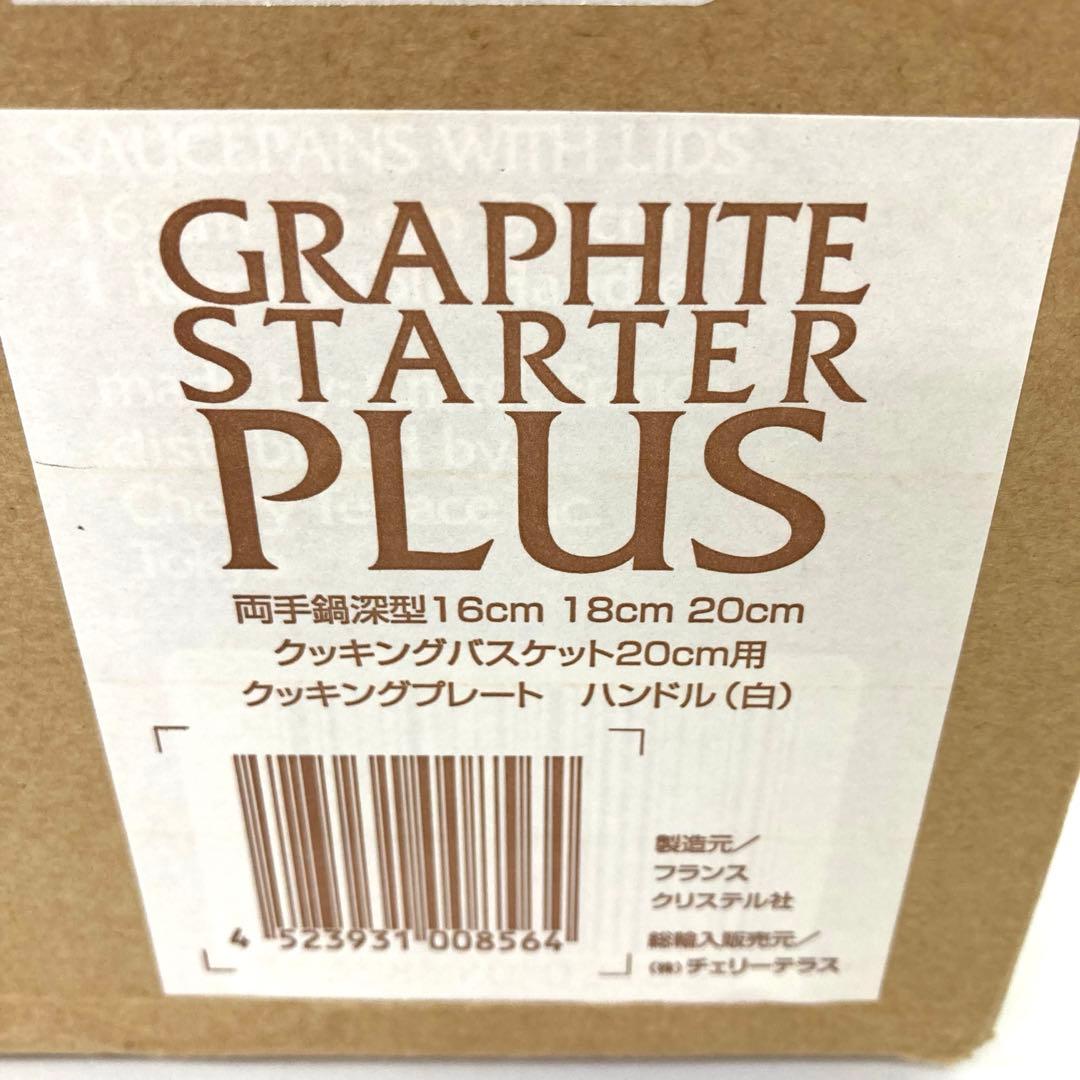 SAUCEPANS WITH LIDS
GRAPHITE
STARTER
PLUS
両手鍋深型16cm 18cm 20cm
クッキングバスケット20cm用
クッキングプレート ハンドル（白）
4 523931 008564
製造元／
フランス
クリステル社
総輸入販売元／
（株）チェリーテラス